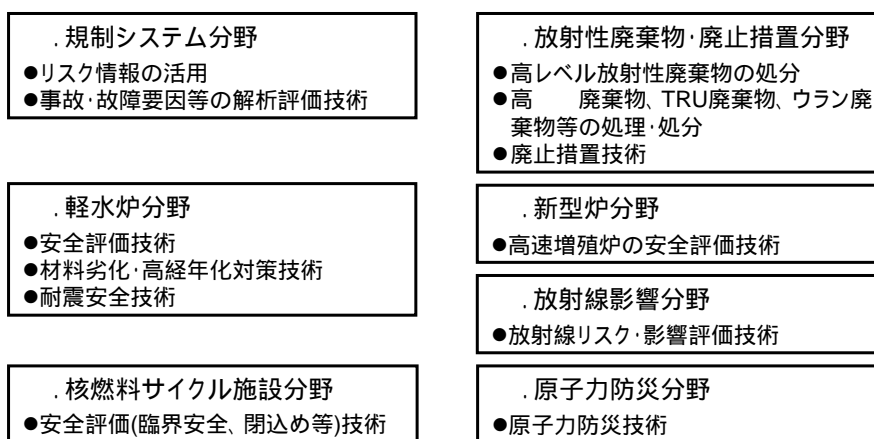 .規制システム分野
●リスク情報の活用
●事故･故障要因等の解析評価技術
.軽水炉分野
●安全評価技術
●材料劣化･高経年化対策技術
●耐震安全技術
.核燃料サイクル施設分野
●安全評価(臨界安全、閉込め等)技術
.放射性廃棄物･廃止措置分野
●高レベル放射性廃棄物の処分
●高 廃棄物、TRU廃棄物、ウラン廃
棄物等の処理･処分
●廃止措置技術
.新型炉分野
●高速増殖炉の安全評価技術
.放射線影響分野
●放射線リスク･影響評価技術
.原子力防災分野
●原子力防災技術